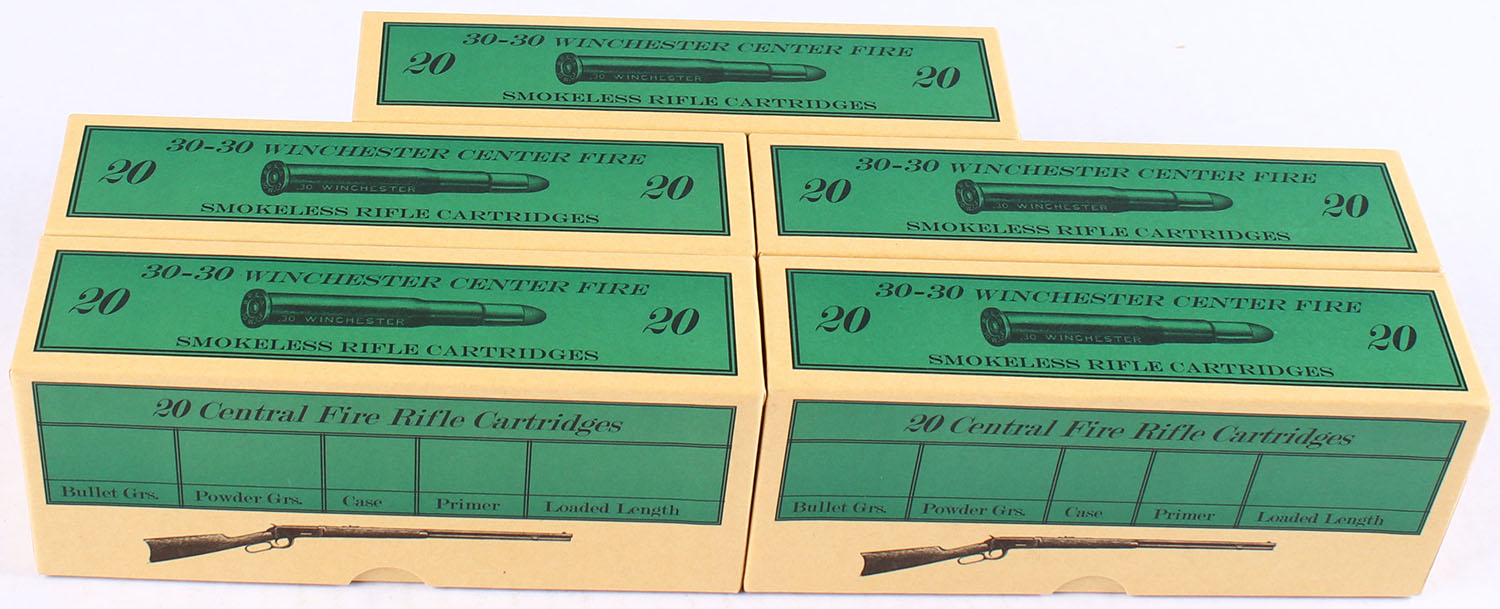 30-30 WINCHESTER CENTER FIRE
20 .30 WINCHESTER 20
SMOKELESS RIFLE CARTRIDGES
30-30 WINCHESTER CENTER FIRE
20 .30 WINCHESTER 20
SMOKELESS RIFLE CARTRIDGES
30-30 WINCHESTER CENTER FIRE
20 .30 WINCHESTER 20
SMOKELESS RIFLE CARTRIDGES
30-30 WINCHESTER CENTER FIRE
20 .30 WINCHESTER 20
SMOKELESS RIFLE CARTRIDGES
20 Central Fire Rifle Cartridges
Bullet Grs. Powder Grs. Case Primer Loaded Length
30-30 WINCHESTER CENTER FIRE
20 .30 WINCHESTER 20
SMOKELESS RIFLE CARTRIDGES
20 Central Fire Rifle Cartridges
Bullet Grs. Powder Grs. Case Primer Loaded Length